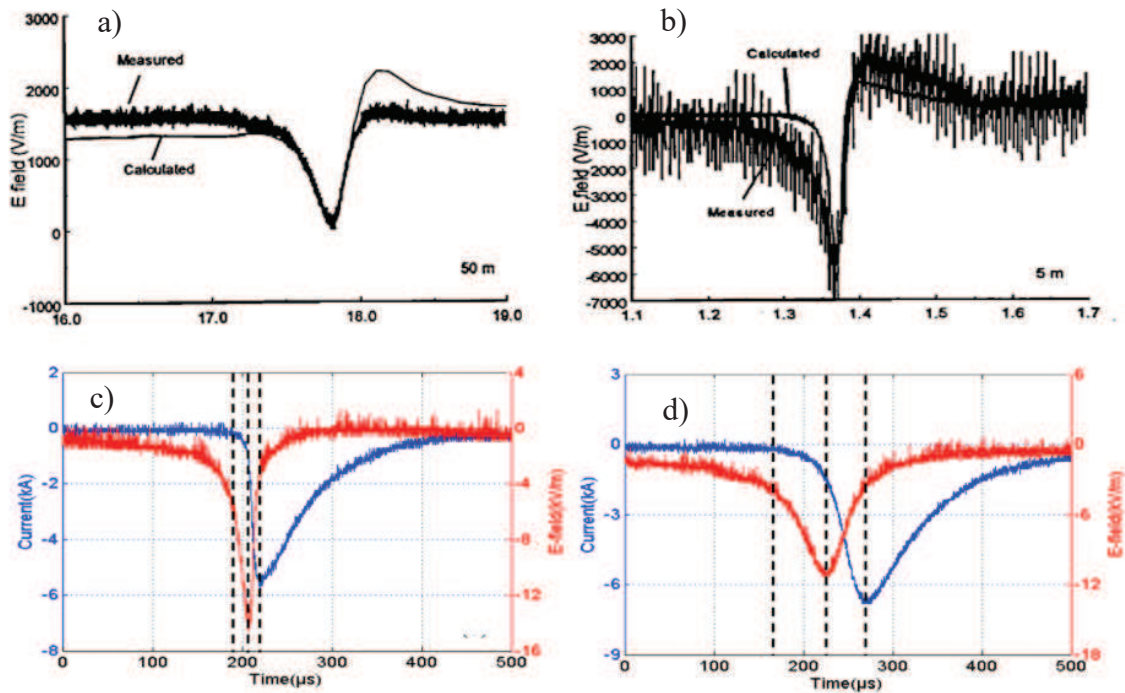 a)
3000
2000
1000
0
-1000
E field (V/m)
Measured
Calculated
50 m
16.0 17.0 18.0 19.0
b)
3000
2000
1000
0
-1000
-2000
-3000
-4000
-5000
-6000
-7000
E field (V/m)
Calculated
Measured
5 m
1.1 1.2 1.3 1.4 1.5 1.6 1.7
c)
2
0
-2
-4
-6
-8
Current(kA)
4
0
-4
-8
-12
-16
E-field(kV/m)
0 100 200 300 400 500
Time(µs)
d)
3
0
-3
-6
-9
Current(kA)
6
0
-6
-12
-18
E-field(kV/m)
0 100 200 300 400 500
Time(µs)